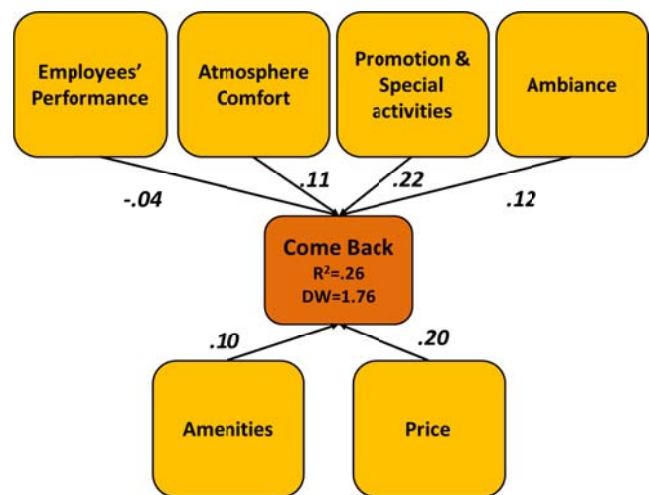 Employees'
Performance
Atmosphere
Comfort
Promotion &
Special
activities
Ambiance
-.04
.11
.22
.12
Come Back
R²=.26
DW=1.76
.10
.20
Amenities
Price